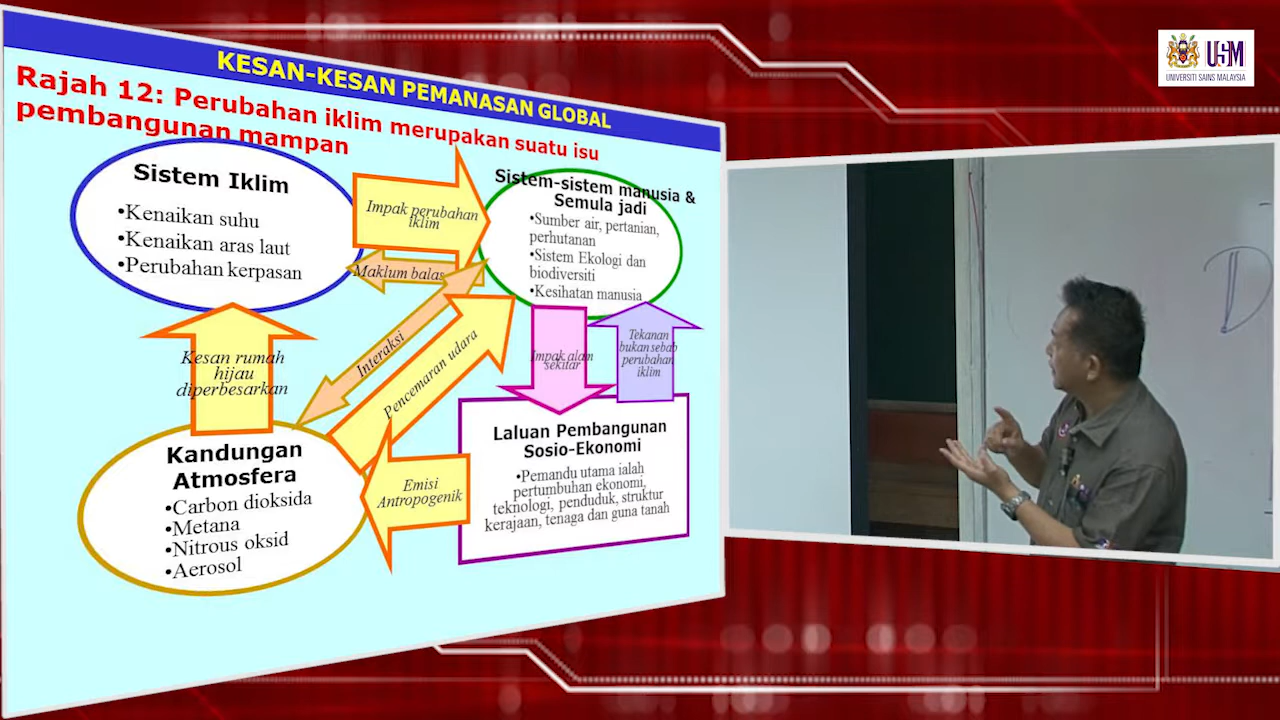 KESAN-KESAN PEMANASAN GLOBAL
Rajah 12: Perubahan iklim merupakan suatu isu
pembangunan mampan
Sistem Iklim
•Kenaikan suhu
•Kenaikan aras laut
•Perubahan kerpasan
Impak perubahan
iklim
Maklum balas
Sistem-sistem manusia &
Semula jadi
•Sumber air, pertanian,
perhutanan
•Sistem Ekologi dan
biodiversiti
•Kesihatan manusia
Kesan rumah
hijau
diperbesarkan
Interaksi
Pencemaran udara
Impak alam
sekitar
Tekanan
bukan sebab
perubahan
iklim
Kandungan
Atmosfera
•Carbon dioksida
•Metana
•Nitrous oksid
•Aerosol
Emisi
Antropogenik
Laluan Pembangunan
Sosio-Ekonomi
•Pemandu utama ialah
pertumbuhan ekonomi,
teknologi, penduduk, struktur
kerajaan, tenaga dan guna tanah
USM
UNIVERSITI SAINS MALAYSIA
D